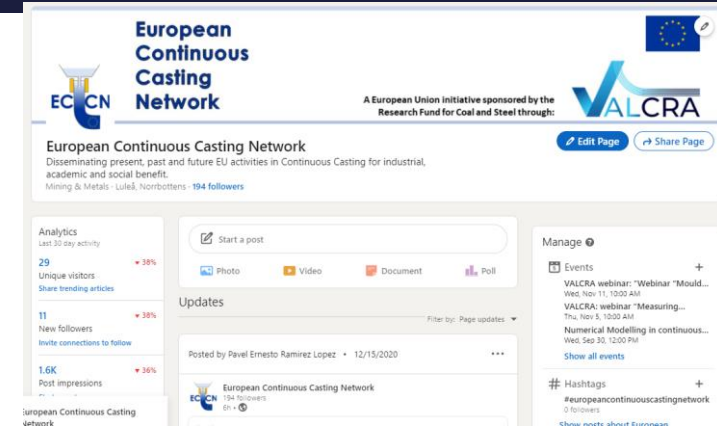 European
Continuous
Casting
Network
ECCN
A European Union initiative sponsored by the
Research Fund for Coal and Steel through:
VALCRA
European Continuous Casting Network
Disseminating present, past and future EU activities in Continuous Casting for industrial,
academic and social benefit.
Mining & Metals · Luleå, Norrbottens · 194 followers
Edit Page
Share Page
Analytics
Last 30 day activity
29
38%
Unique visitors
Share trending articles
11
38%
New followers
Invite connections to follow
1.6K
36%
Post impressions
European Continuous Casting
Network
Start a post
Photo
Video
Document
Poll
Updates
Filter by: Page updates
Posted by Pavel Ernesto Ramirez Lopez • 12/15/2020
ECCN
European Continuous Casting Network
194 followers
6h •
Manage
Events
VALCRA webinar: "Webinar "Mould...
Wed, Nov 11, 10:00 AM
VALCRA: webinar "Measuring...
Thu, Nov 5, 10:00 AM
Numerical Modelling in continuous...
Wed, Sep 30, 12:00 PM
Show all events
# Hashtags
#europeancontinuouscastingnetwork
0 followers
Show posts about European